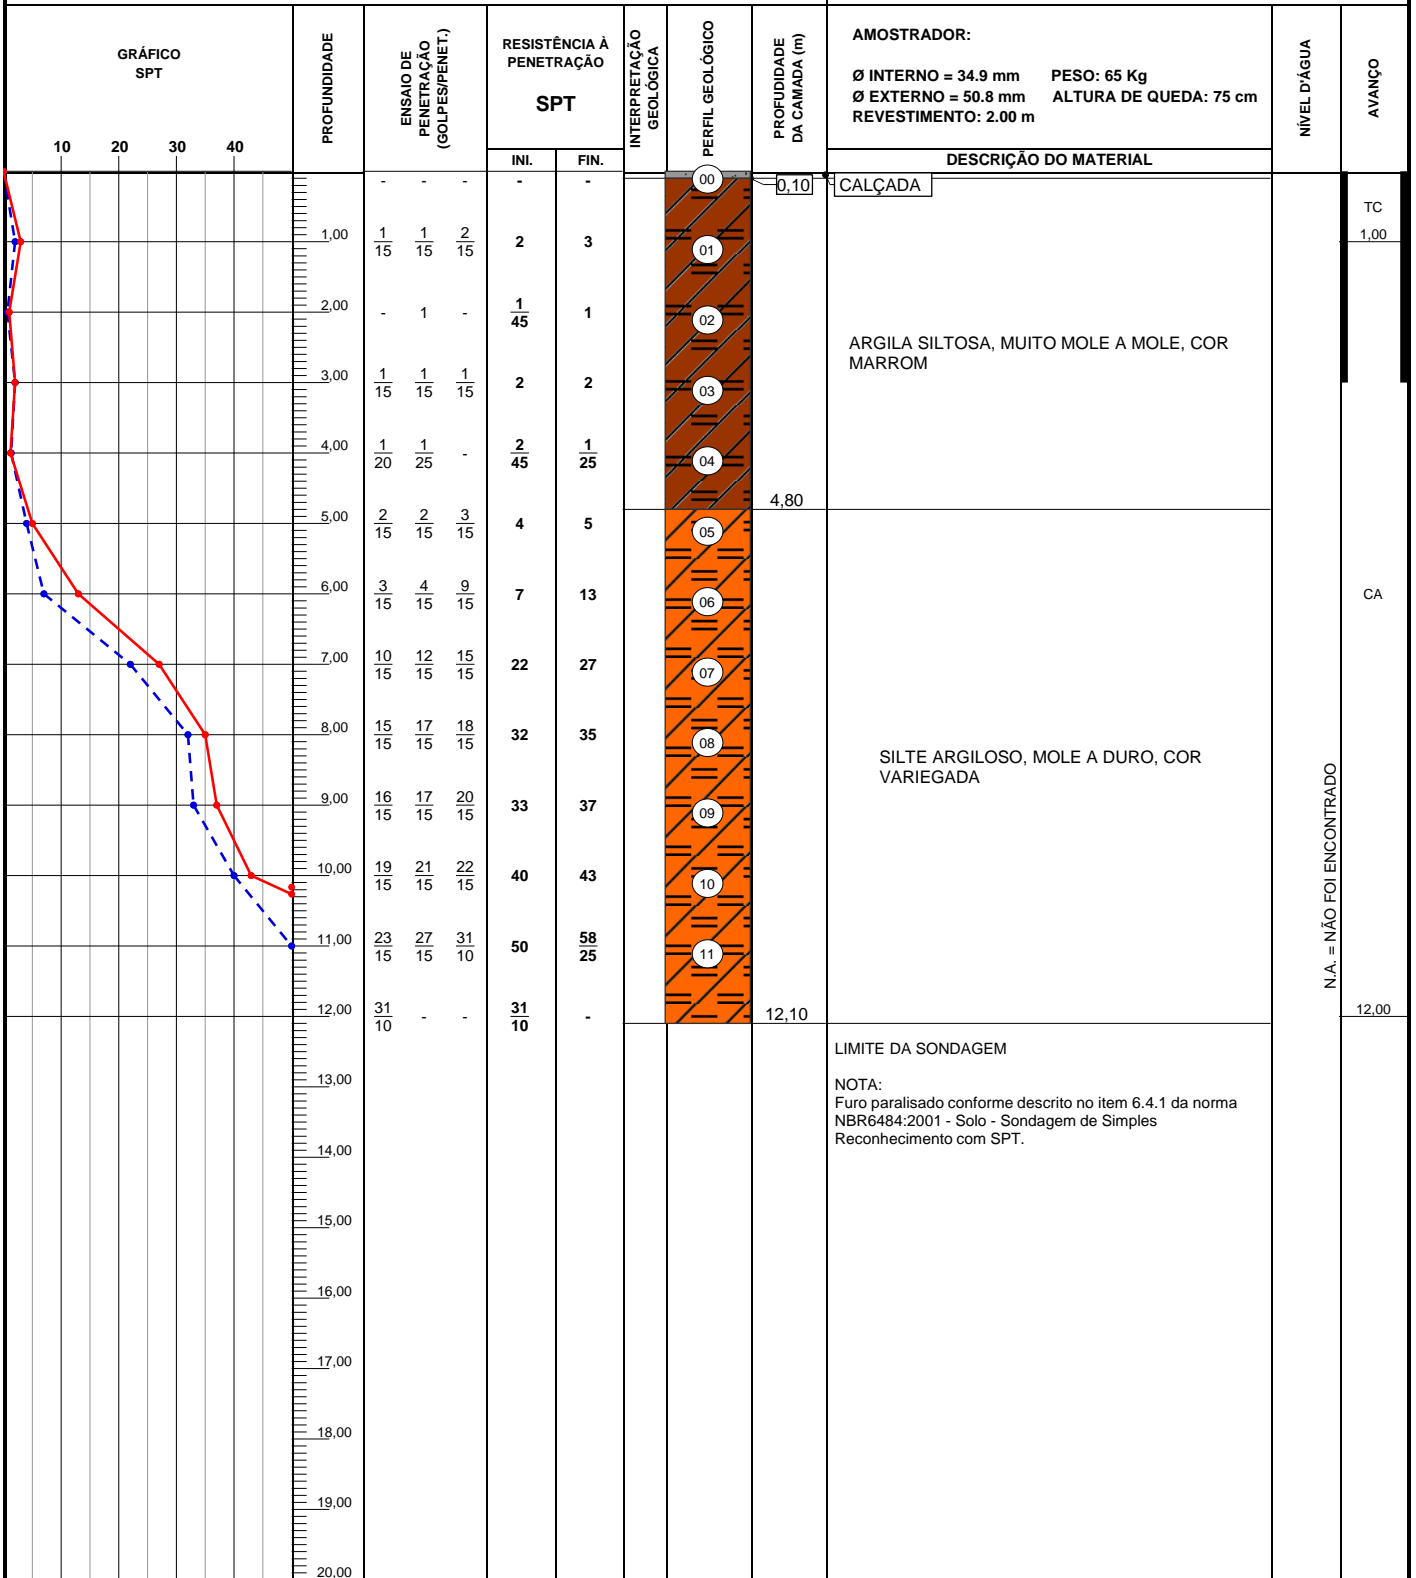 GRÁFICO
SPT
10 20 30 40
PROFUNDIDADE
ENSAIO DE
PENETRAÇÃO
(GOLPES/PENET.)
RESISTÊNCIA À
PENETRAÇÃO
SPT
INI. FIN.
INTERPRETAÇÃO
GEOLÓGICA
PERFIL GEOLÓGICO
PROFUDIDADE
DA CAMADA (m)
AMOSTRADOR:
Ø INTERNO = 34.9 mm PESO: 65 Kg
Ø EXTERNO = 50.8 mm ALTURA DE QUEDA: 75 cm
REVESTIMENTO: 2.00 m
DESCRIÇÃO DO MATERIAL
NÍVEL D'ÁGUA
AVANÇO
- - - - - 00 0,10 CALÇADA
TC
1,00 1/15 1/15 2/15 2 3 01 1,00
2,00 - 1 - 1/45 1 02
ARGILA SILTOSA, MUITO MOLE A MOLE, COR
MARROM
3,00 1/15 1/15 1/15 2 2 03
4,00 1/20 1/25 - 2/45 1/25 04
4,80
5,00 2/15 2/15 3/15 4 5 05
6,00 3/15 4/15 9/15 7 13 06 CA
7,00 10/15 12/15 15/15 22 27 07
8,00 15/15 17/15 18/15 32 35 08
SILTE ARGILOSO, MOLE A DURO, COR
VARIEGADA
9,00 16/15 17/15 20/15 33 37 09
10,00 19/15 21/15 22/15 40 43 10
11,00 23/15 27/15 31/10 50 58/25 11
N.A. = NÃO FOI ENCONTRADO
12,00 31/10 - - 31/10 - 12,10 12,00
LIMITE DA SONDAGEM
13,00
NOTA:
Furo paralisado conforme descrito no item 6.4.1 da norma
NBR6484:2001 - Solo - Sondagem de Simples
Reconhecimento com SPT.
14,00
15,00
16,00
17,00
18,00
19,00
20,00